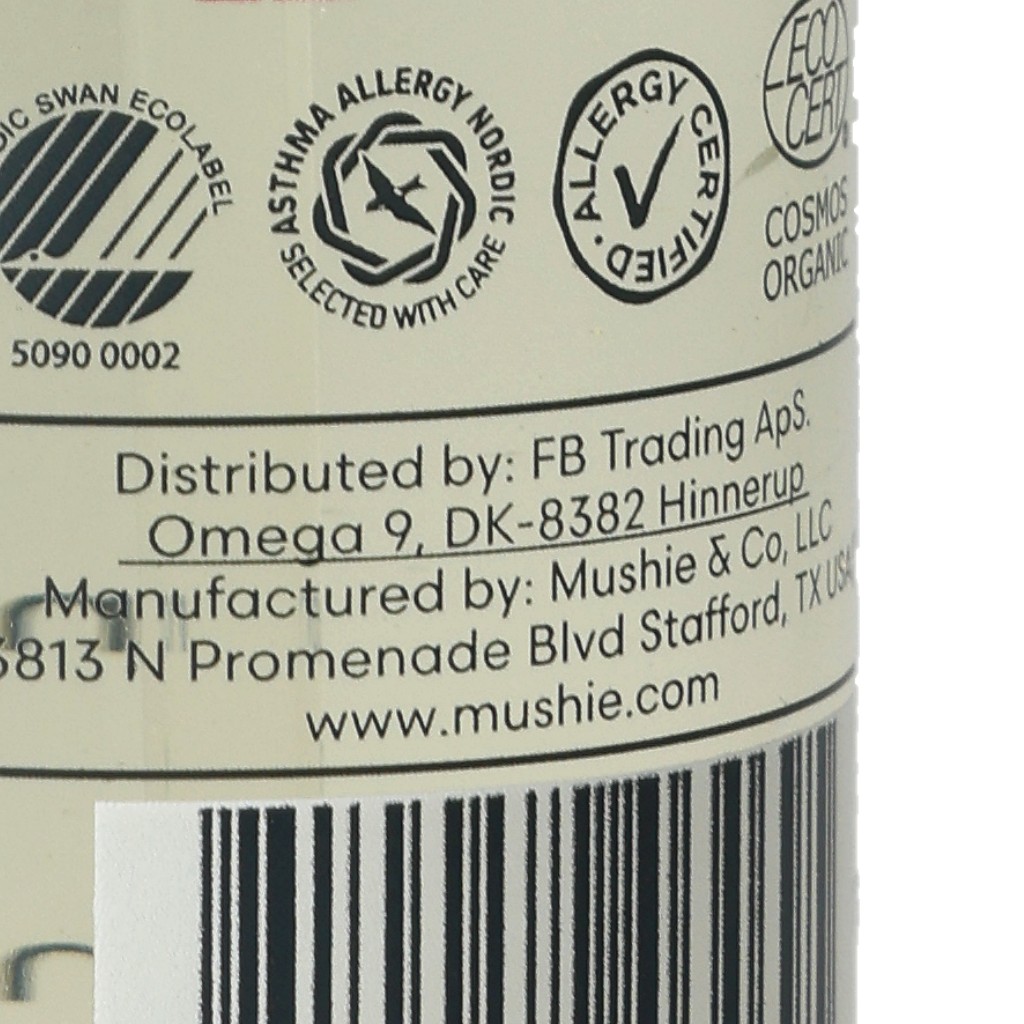 SWAN ECOLABEL
5090 0002
ASTHMA ALLERGY NORDIC
SELECTED WITH CARE
ALLERGY CERTIFIED.
ECO
CERT
COSMOS
ORGANIC
Distributed by: FB Trading ApS.
Omega 9, DK-8382 Hinnerup
Manufactured by: Mushie & Co, LLC
813 N Promenade Blvd Stafford, TX USA
www.mushie.com